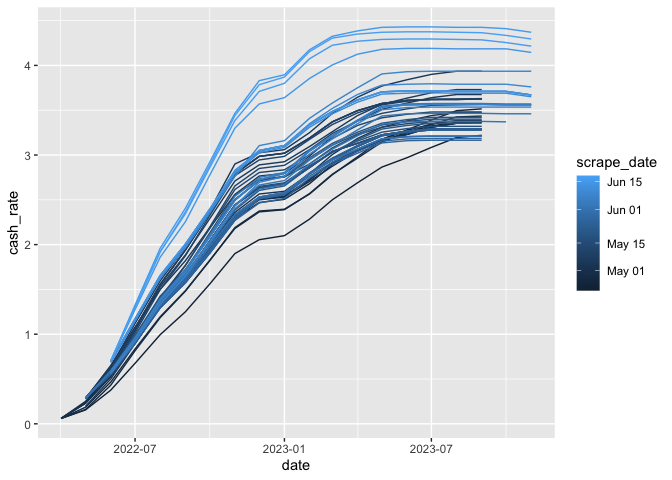 4
3
2
1
0
cash_rate
2022-07
2023-01
2023-07
date
scrape_date
Jun 15
Jun 01
May 15
May 01